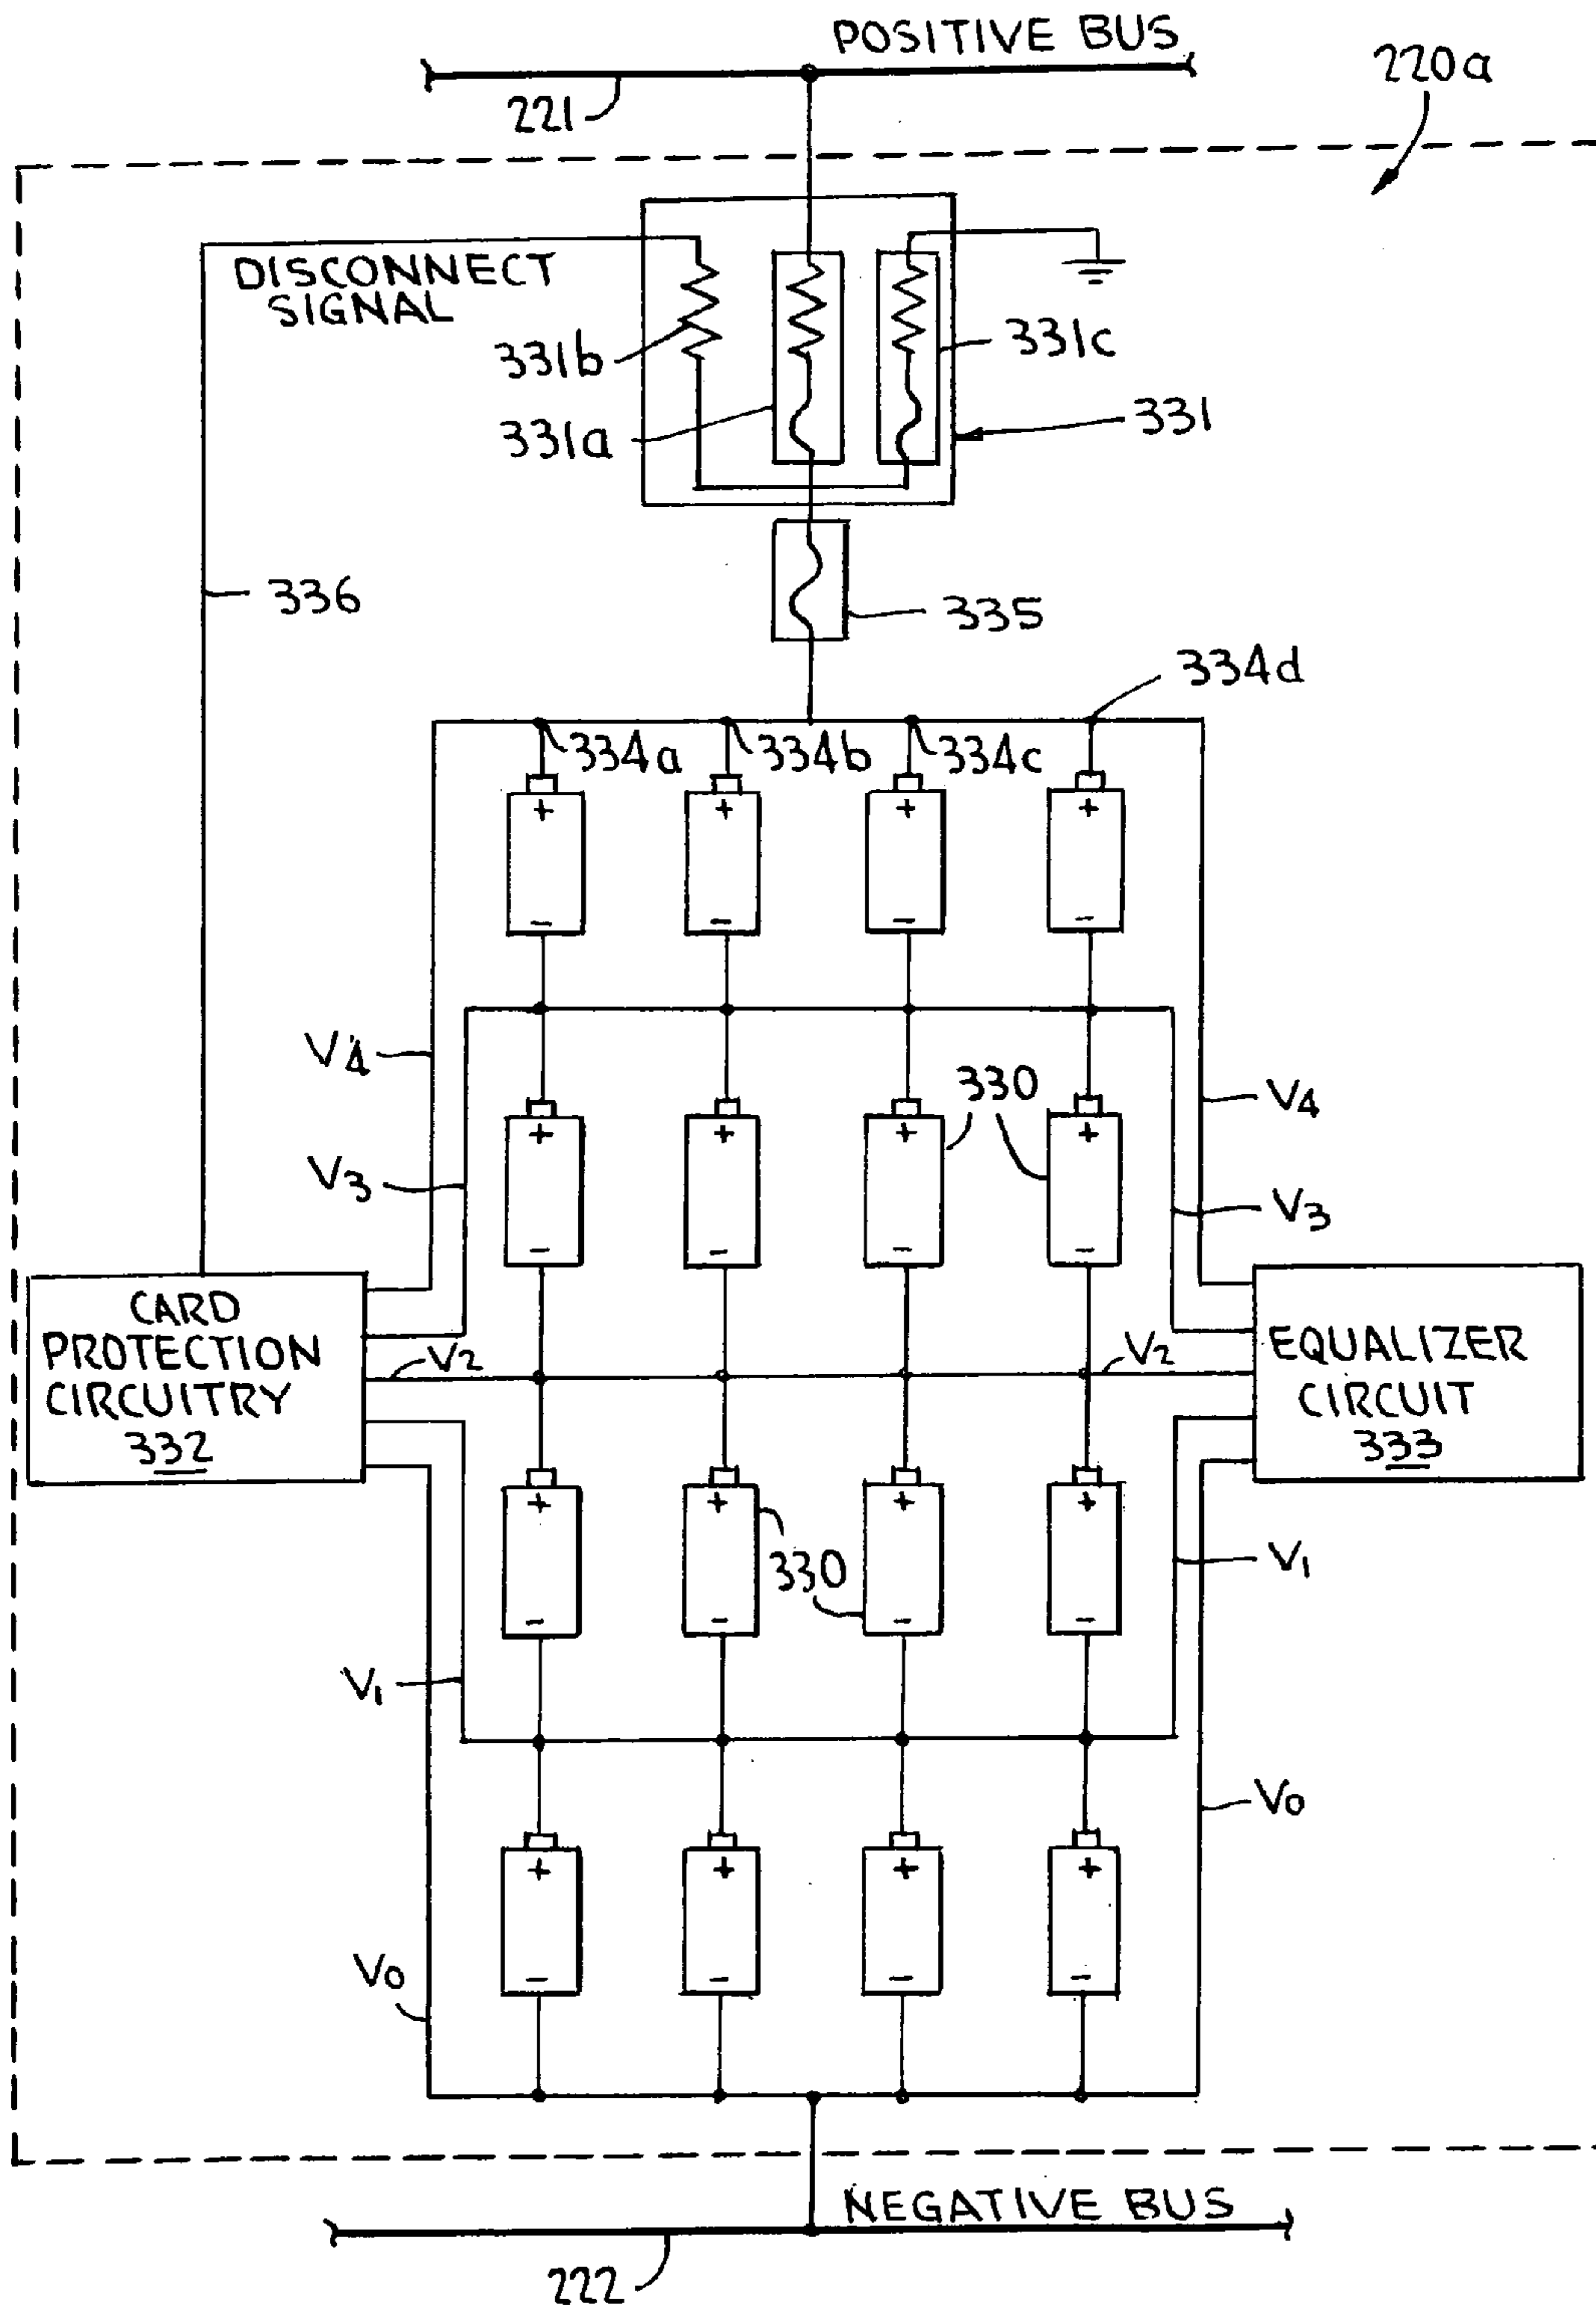 POSITIVE BUS
220a
221
DISCONNECT
SIGNAL
331b
331c
331a
331
336
335
334d
334a
334b
334c
+
+
+
+
-
-
-
-
V4
330
V4
V3
V3
+
+
+
+
-
-
-
-
CARD
PROTECTION
CIRCUITRY
332
V2
V2
EQUALIZER
CIRCUIT
333
+
+
+
+
330
V1
-
-
-
-
V1
V0
+
+
+
+
V0
-
-
-
-
NEGATIVE BUS
222